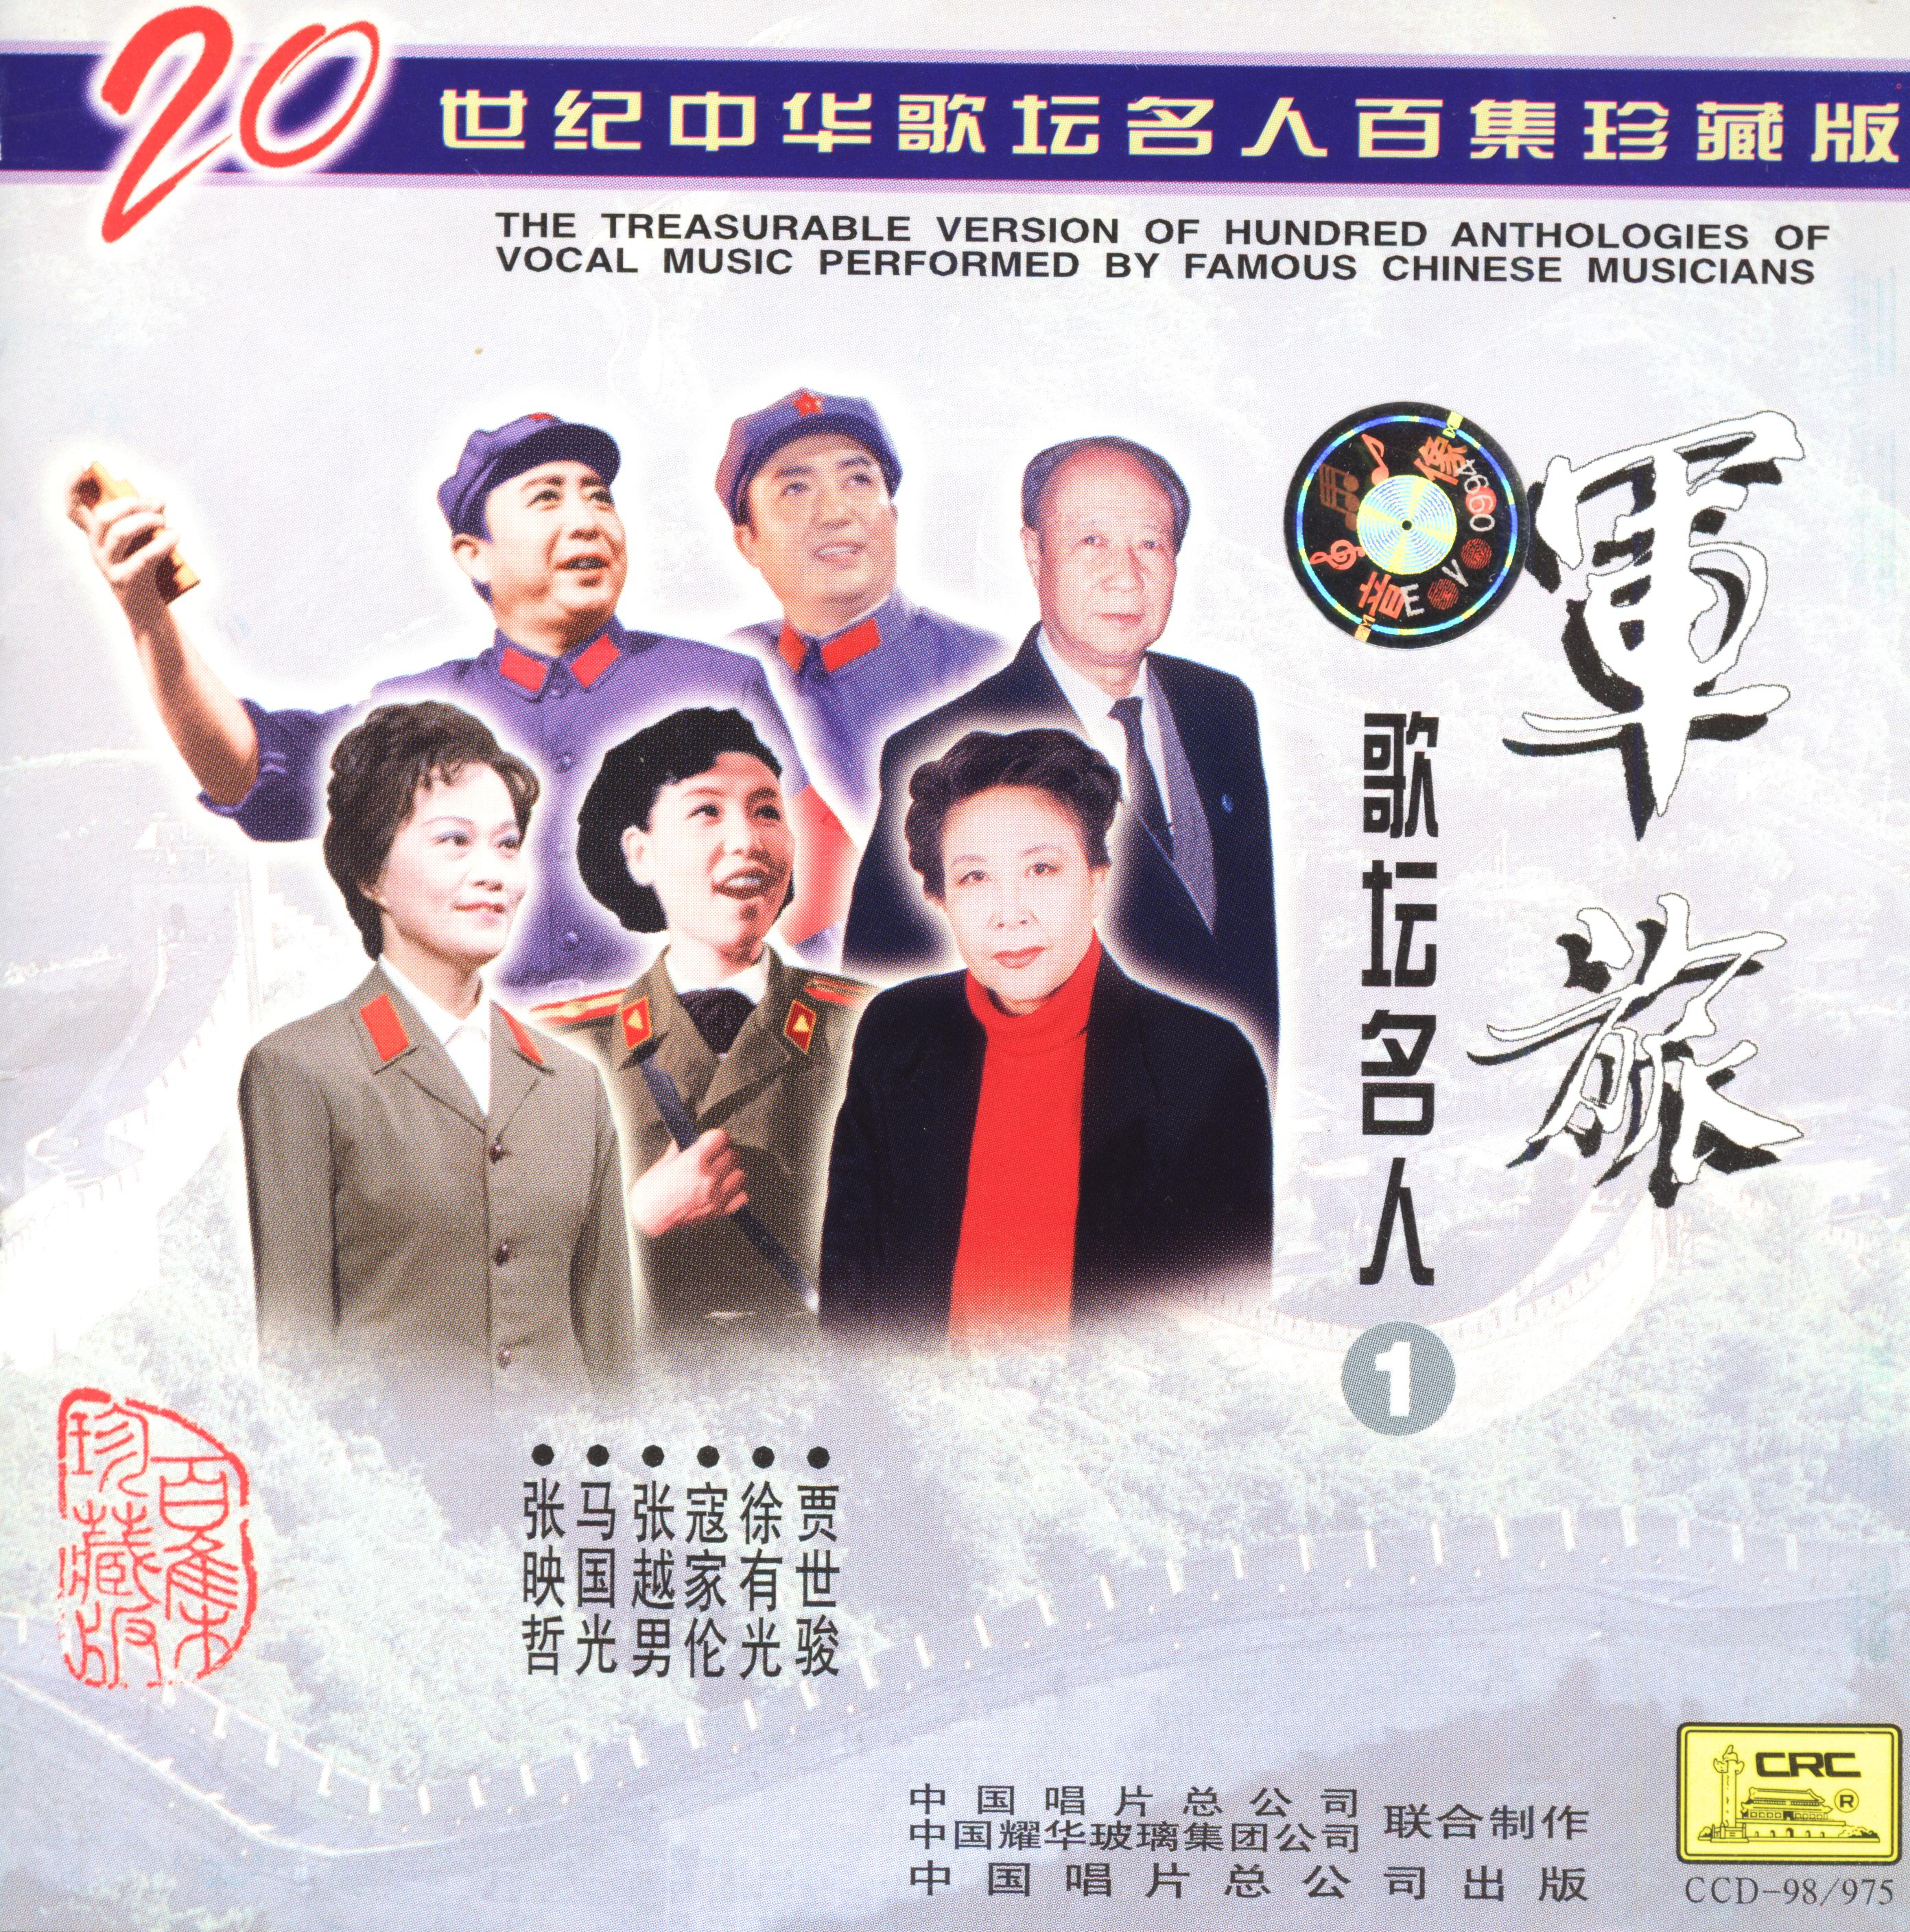 20世纪中华歌坛名人百集珍藏版
THE TREASURABLE VERSION OF HUNDRED ANTHOLOGIES OF
VOCAL MUSIC PERFORMED BY FAMOUS CHINESE MUSICIANS
軍旅
歌坛名人
1
音像
百集
珍藏版
贾世骏
徐有光
寇家伦
张越男
马国光
张映哲
中国唱片总公司
中国耀华玻璃集团公司
联合制作
中国唱片总公司出版
CRC
®
CCD-98/975